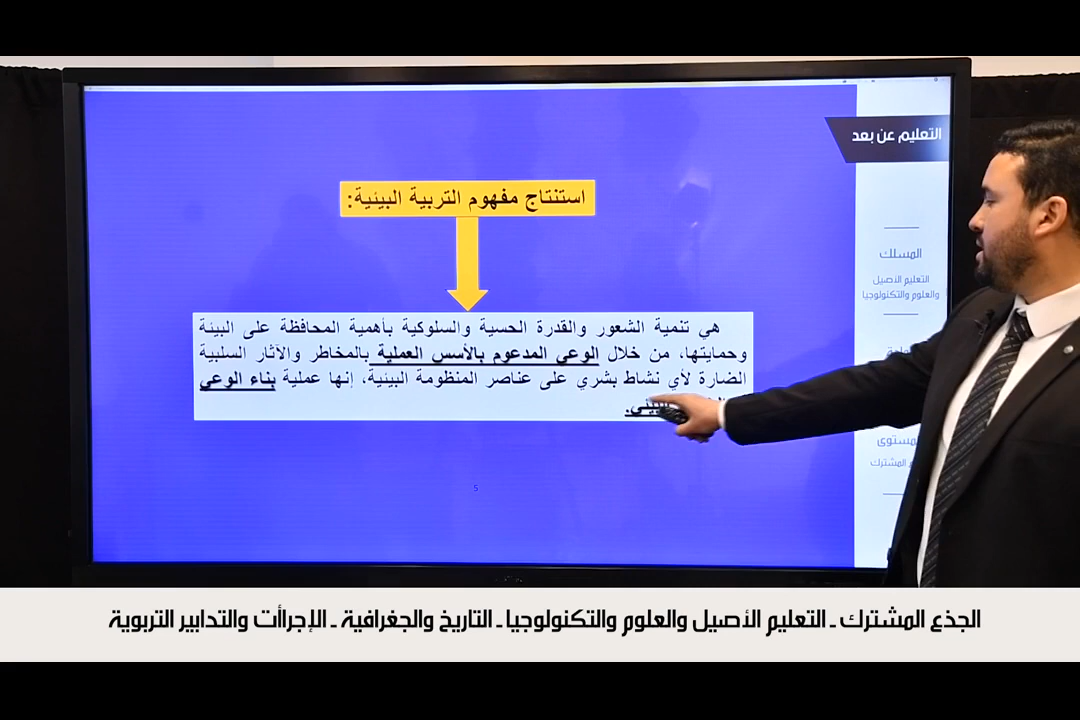 التعليم عن بعد
استنتاج مفهوم التربية البيئية:
هي تنمية الشعور والقدرة الحسية والسلوكية بأهمية المحافظة على البيئة
وحمايتها، من خلال الوعي المدعوم بالأسس العملية بالمخاطر والآثار السلبية
الضارة لأي نشاط بشري على عناصر المنظومة البيئية، إنها عملية بناء الوعي
5
المسلك
التعليم الأصيل
والعلوم والتكنولوجيا
المشترك
الجذع المشترك - التعليم الأصيل والعلوم والتكنولوجيا - التاريخ والجغرافية - الإجراأت والتدابير التربوية